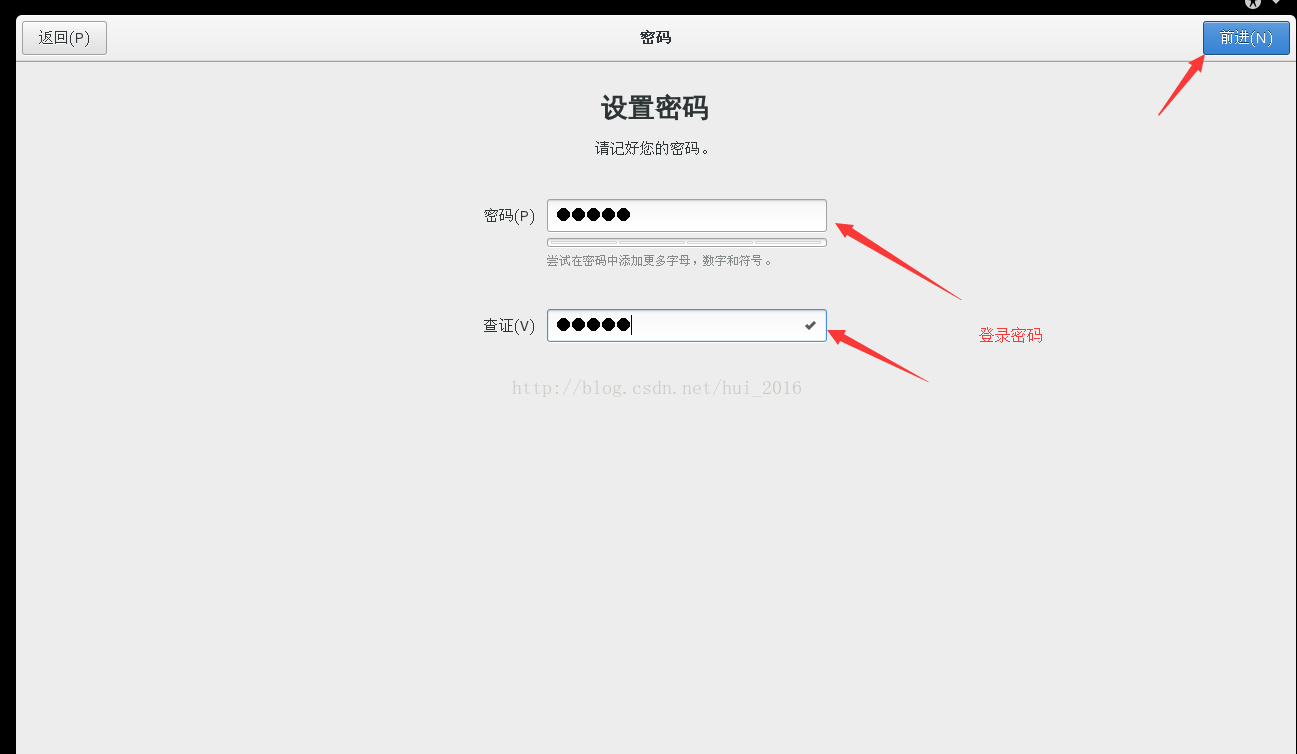 返回(P)
密码
前进(N)
设置密码
请记好您的密码。
密码(P)
尝试在密码中添加更多字母，数字和符号。
查证(V)
登录密码
http://blog.csdn.net/hui_2016